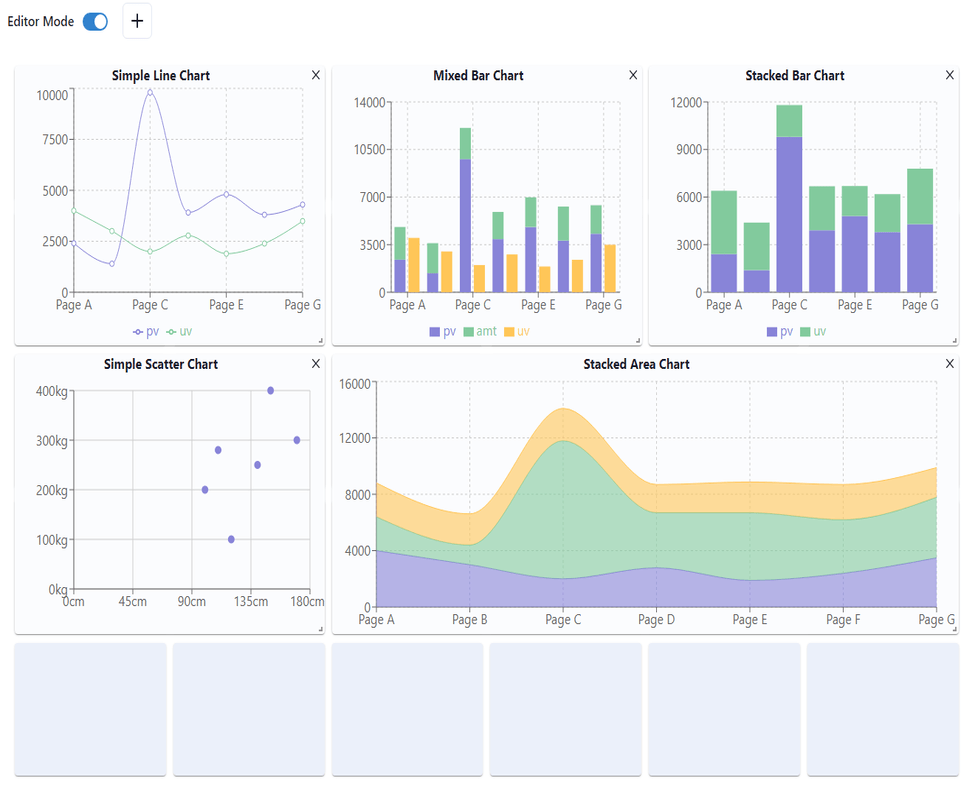 Editor Mode +
Simple Line Chart X
10000
7500
5000
2500
0
Page A Page C Page E Page G
pv uv
Mixed Bar Chart X
14000
10500
7000
3500
0
Page A Page C Page E Page G
pv amt uv
Stacked Bar Chart X
12000
9000
6000
3000
0
Page A Page C Page E Page G
pv uv
Simple Scatter Chart X
400kg
300kg
200kg
100kg
0kg
0cm 45cm 90cm 135cm 180cm
Stacked Area Chart X
16000
12000
8000
4000
0
Page A Page B Page C Page D Page E Page F Page G